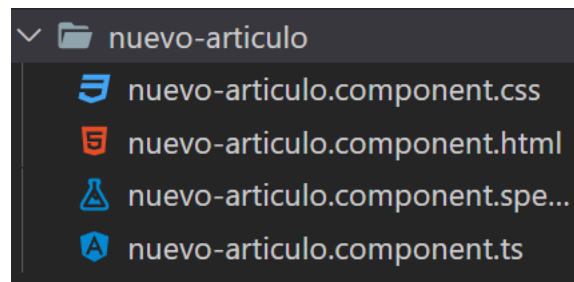 nuevo-articulo
nuevo-articulo.component.css
nuevo-articulo.component.html
nuevo-articulo.component.spe...
nuevo-articulo.component.ts